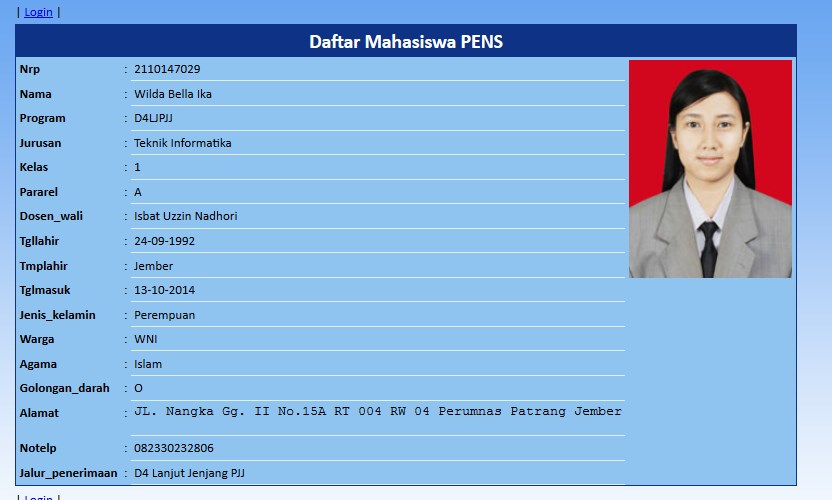 | Login |
Daftar Mahasiswa PENS
Nrp : 2110147029
Nama : Wilda Bella Ika
Program : D4LJPJJ
Jurusan : Teknik Informatika
Kelas : 1
Pararel : A
Dosen_wali : Isbat Uzzin Nadhori
Tgllahir : 24-09-1992
Tmplahir : Jember
Tglmasuk : 13-10-2014
Jenis_kelamin : Perempuan
Warga : WNI
Agama : Islam
Golongan_darah : O
Alamat : JL. Nangka Gg. II No.15A RT 004 RW 04 Perumnas Patrang Jember
Notelp : 082330232806
Jalur_penerimaan : D4 Lanjut Jenjang PJJ
| Login |